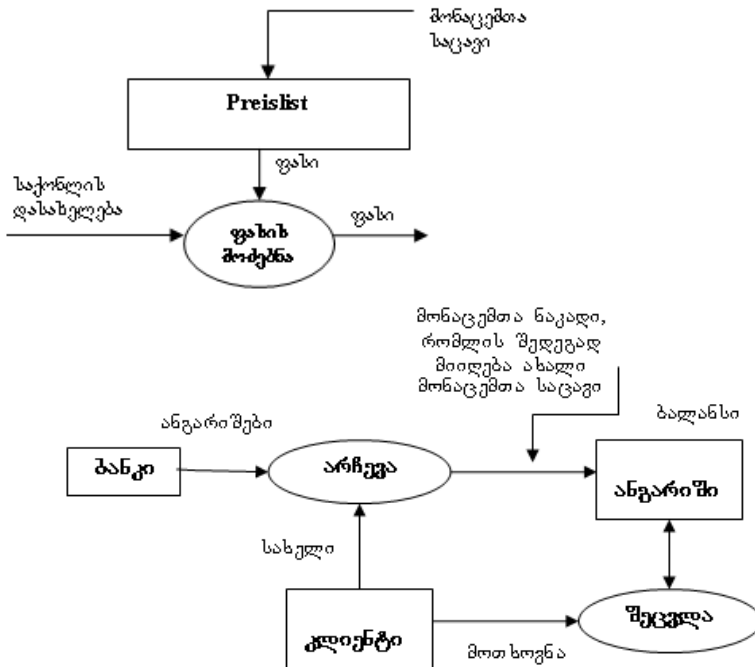 მონაცემთა
საცავი
Preislist
ფასი
საქონლის
დასახელება
ფასი
ფასის
მოძებნა
მონაცემთა ნაკადი,
რომლის შედეგად
მიიღება ახალი
მონაცემთა საცავი
ბალანსი
ანგარიშები
ბანკი
არჩევა
ანგარიში
სახელი
შეცვლა
კლიენტი
მოთხოვნა